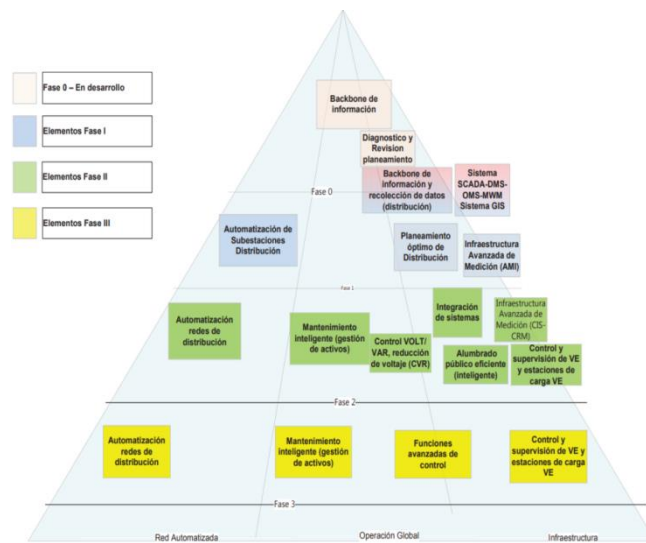 Fase 0 – En desarrollo
Elementos Fase I
Elementos Fase II
Elementos Fase III
Backbone de
información
Diagnostico y
Revision
planeamiento
Fase 0
Backbone de
información y
recolección de datos
(distribución)
Sistema
SCADA-DMS-
OMS-MWM
Sistema GIS
Automatización de
Subestaciones
Distribución
Planeamiento
óptimo de
Distribución
Infraestructura
Avanzada de
Medición (AMI)
Fase 1
Automatización
redes de
distribución
Mantenimiento
inteligente (gestión
de activos)
Control VOLT/
VAR, reducción
de voltaje (CVR)
Integración
de sistemas
Infraestructura
Avanzada de
Medición (CIS-
CRM)
Alumbrado
público eficiente
(inteligente)
Control y
supervisión de VE
y estaciones de
carga VE
Fase 2
Automatización
redes de
distribución
Mantenimiento
inteligente (gestión
de activos)
Funciones
avanzadas de
control
Control y
supervisión de VE y
estaciones de carga
VE
Fase 3
Red Automatizada
Operación Global
Infraestructura